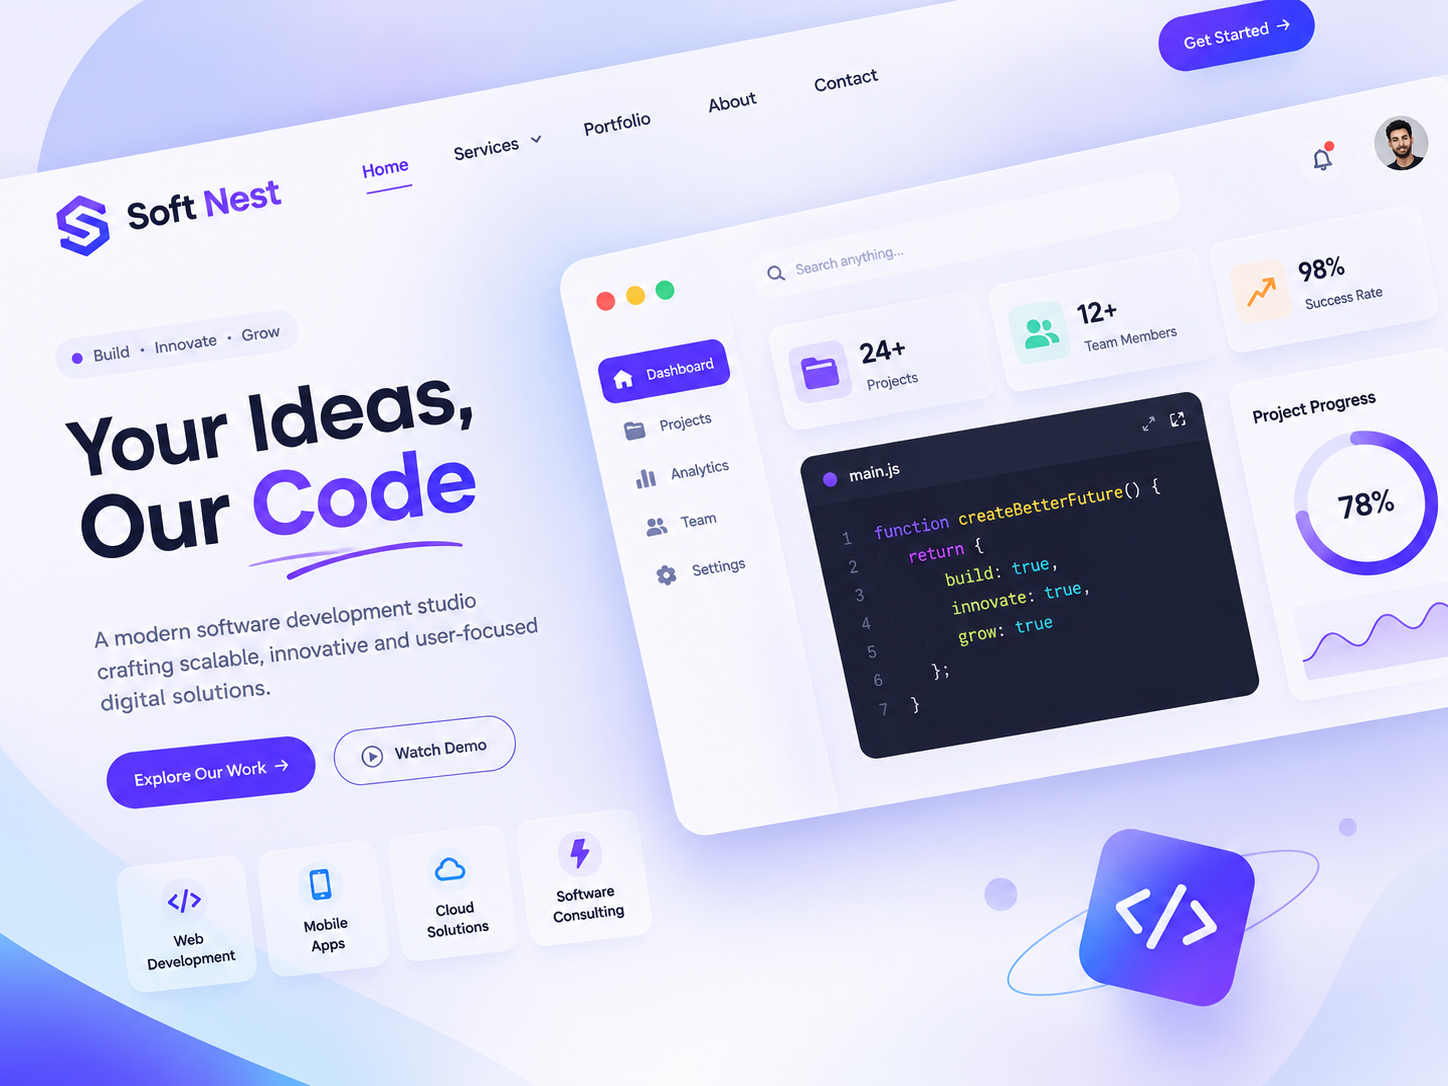 Soft Nest
Home
Services
Portfolio
About
Contact
Get Started →
Build • Innovate • Grow
Your Ideas,
Our Code
A modern software development studio
crafting scalable, innovative and user-focused
digital solutions.
Explore Our Work →
Watch Demo
</>
Web
Development
Mobile
Apps
Cloud
Solutions
Software
Consulting
Search anything...
Dashboard
Projects
Analytics
Team
Settings
24+
Projects
12+
Team Members
98%
Success Rate
main.js
1 function createBetterFuture() {
2 return {
3 build: true,
4 innovate: true,
5 grow: true
6 };
7 }
Project Progress
78%
</>